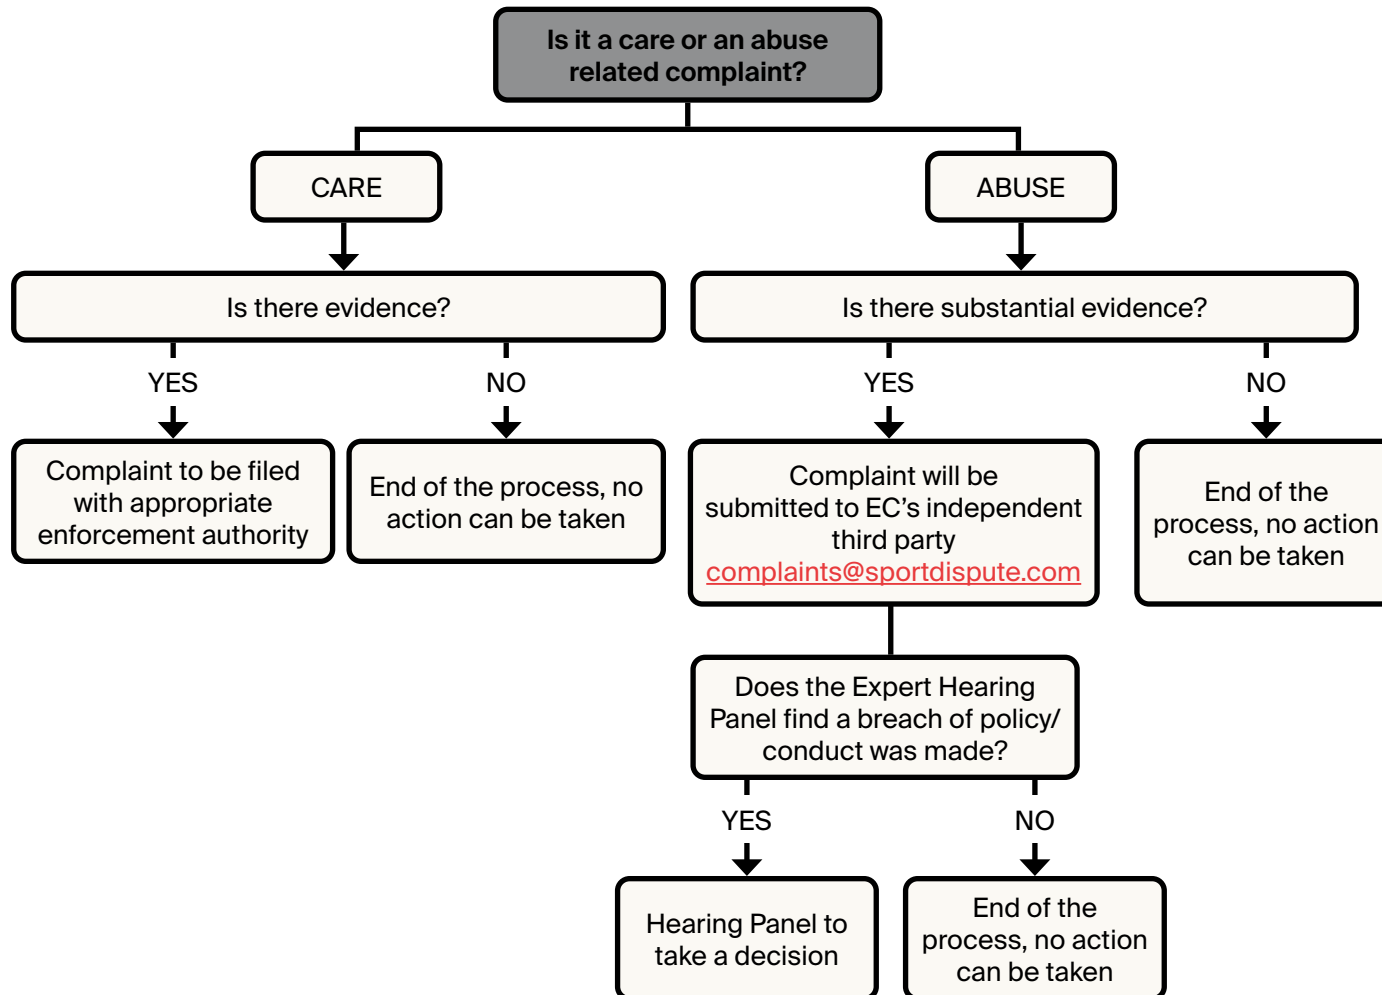 Is it a care or an abuse
related complaint?
CARE
ABUSE
Is there evidence?
Is there substantial evidence?
YES
NO
YES
NO
Complaint to be filed
with appropriate
enforcement authority
End of the process, no
action can be taken
Complaint will be
submitted to EC’s independent
third party
complaints@sportdispute.com
End of the
process, no action
can be taken
Does the Expert Hearing
Panel find a breach of policy/
conduct was made?
YES
NO
Hearing Panel to
take a decision
End of the
process, no action
can be taken